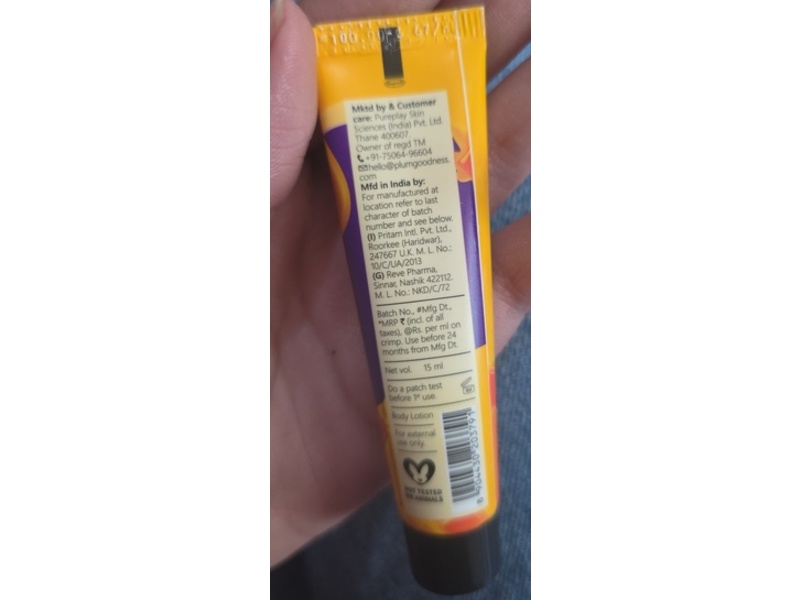 Mktd by & Customer
care: Pureplay Skin
Sciences (India) Pvt. Ltd.
Thane 400607.
Owner of regd TM
+91-75064-96604
hello@plumgoodness.
com
Mfd in India by:
For manufactured at
location refer to last
character of batch
number and see below.
(I) Pritam Intl. Pvt. Ltd.,
Roorkee (Haridwar),
247667 U.K. M. L. No.:
10/C/UA/2013
(G) Reve Pharma,
Sinnar, Nashik 422112.
M. L. No.: NKD/C/72
Batch No., #Mfg Dt.,
*MRP ₹ (incl. of all
taxes), @Rs. per ml on
crimp. Use before 24
months from Mfg Dt.
Net vol. 15 ml
Do a patch test
before 1st use.
Body Lotion
For external
use only.
NOT TESTED
ON ANIMALS
8 904430 203791